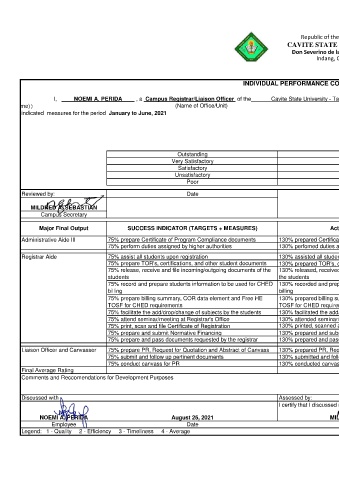 Republic of the
CAVITE STATE
Don Severino de l
Indang, C
INDIVIDUAL PERFORMANCE CO
I, NOEMI A. PERIDA , a Campus Registrar/Liaison Officer of the Cavite State University - Ta
me)) (Name of Office/Unit)
indicated measures for the period January to June, 2021
Outstanding
Very Satisfactory
Satisfactory
Unsatisfactory
Poor
Reviewed by: Date
MILDRED A. SEBASTIAN
Campus Secretary
Major Final Output SUCCESS INDICATOR (TARGETS + MEASURES) Act
Administrative Aide III 75% prepare Certificate of Program Compliance documents 130% prepared Certifica
75% perform duties assigned by higher authorities 130% performed duties a
Registrar Aide 75% assist all students upon registration 130% assisted all studen
75% prepare TOR's, certifications, and other student documents 130% prepared TOR's, c
75% release, receive and file incoming/outgoing documents of the 130% released, receive
students the students
75% record and prepare students information to be used for CHED 130% recorded and prepa
billing billing
75% prepare billing summary, COR data element and Free HE 130% prepared billing s
TOSF for CHED requirements TOSF for CHED require
75% facilitate the add/drop/change of subjects by the students 130% facilitated the add
75% attend seminar/meeting at Registrar's Office 130% attended seminar
75% print, scan and file Certificate of Registration 130% printed, scanned a
75% prepare and submit Normative Financing 130% prepared and sub
75% prepare and pass documents requested by the registrar 130% prepared and pas
Liaison Officer and Canvassor 75% prepare PR, Request for Quotation and Abstract of Canvass 130% prepared PR, Re
75% submit and follow up pertinent documents 130% submitted and foll
75% conduct canvass for PR 130% conducted canvass
Final Average Rating
Comments and Reccomendations for Development Purposes
Discussed with Assessed by:
I certify that I discussed
NOEMI A. PERIDA August 25, 2021 MIL
Employee Date
Legend: 1 - Quality 2 - Efficiency 3 - Timeliness 4 - Average